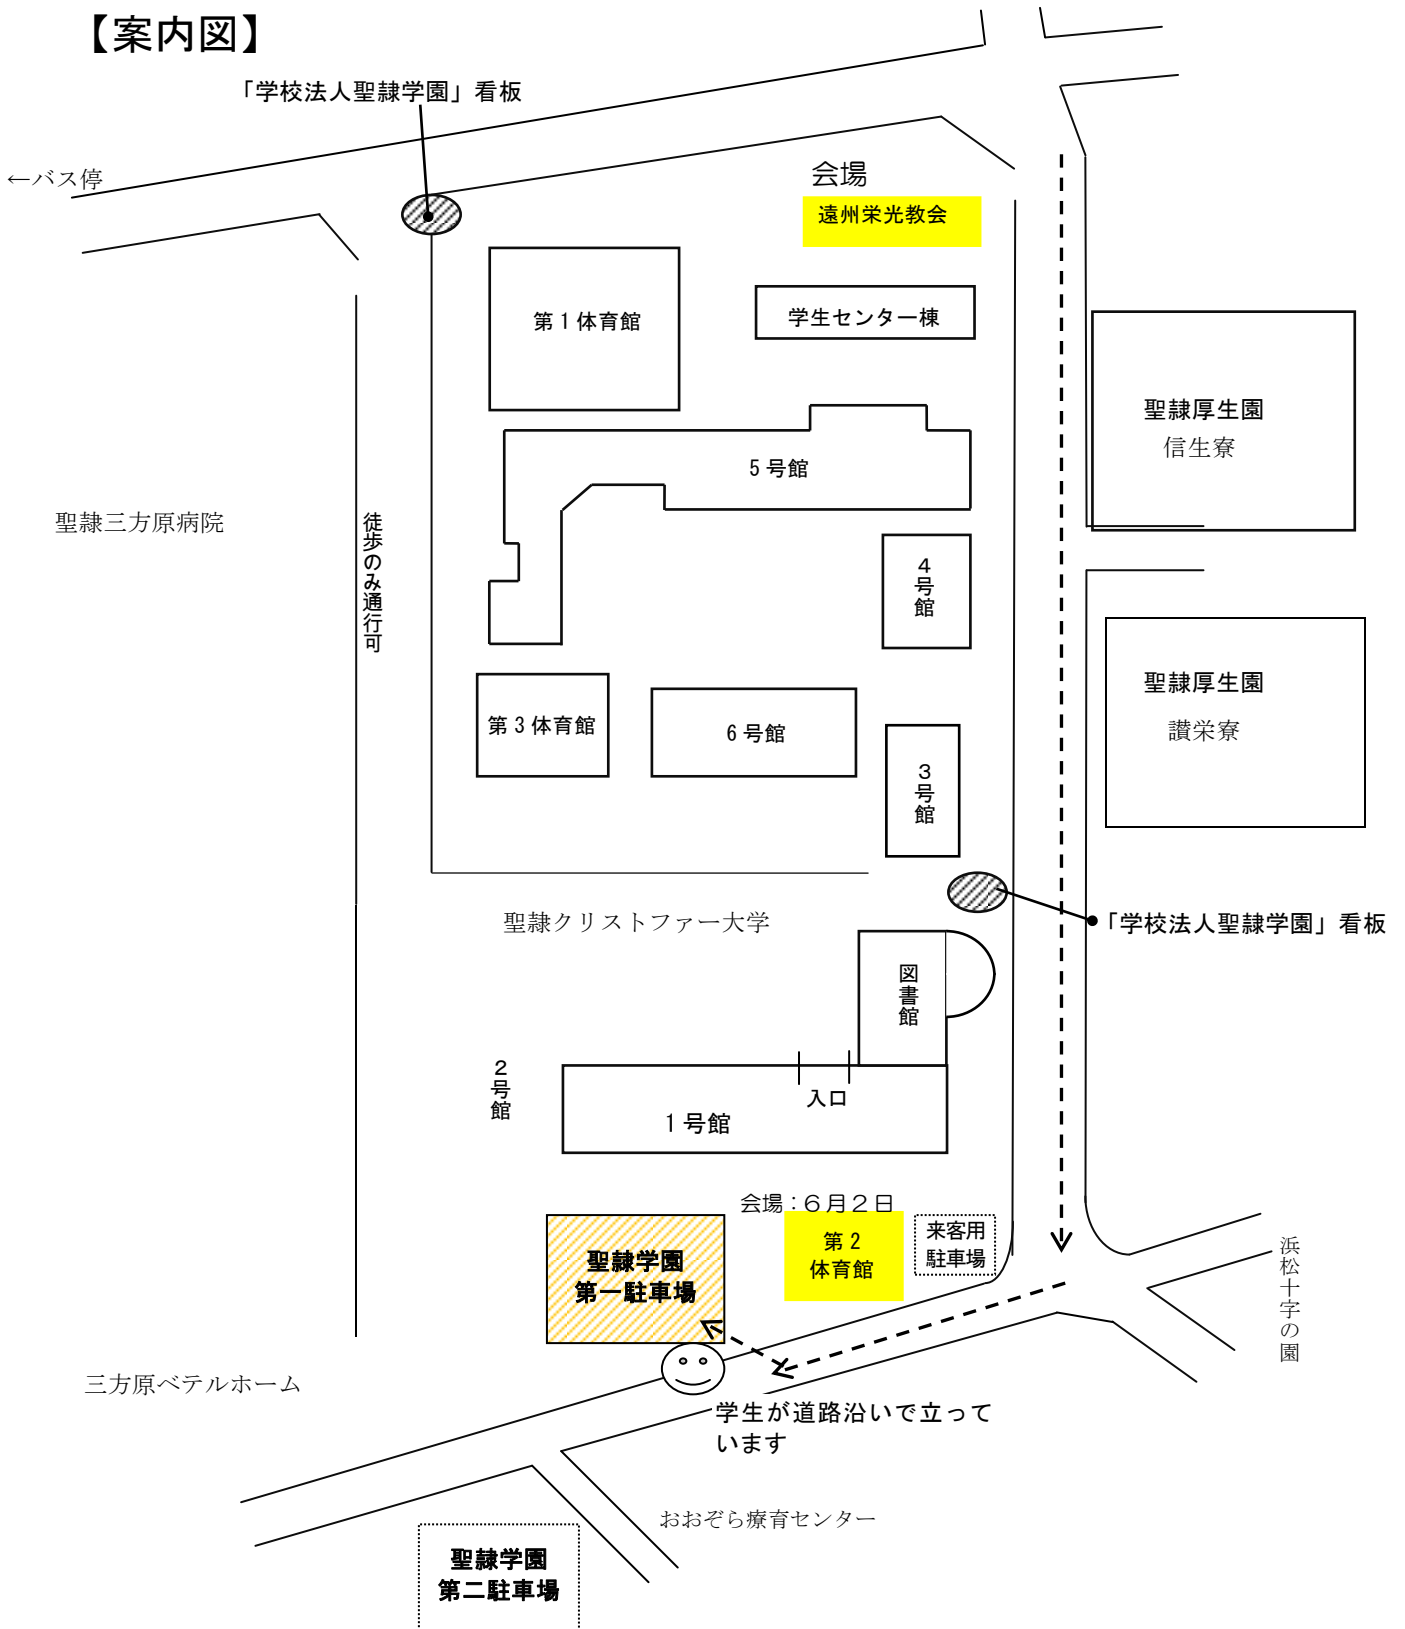 【案内図】
「学校法人聖隷学園」看板
←バス停
会場
遠州栄光教会
第1体育館
学生センター棟
聖隷厚生園
信生寮
5号館
聖隷三方原病院
徒歩のみ通行可
4号館
聖隷厚生園
讃栄寮
第3体育館
6号館
3号館
聖隷クリストファー大学
「学校法人聖隷学園」看板
図書館
2号館
入口
1号館
会場：６月２日
聖隷学園
第一駐車場
第2
体育館
来客用
駐車場
浜松十字の園
三方原ベテルホーム
学生が道路沿いで立って
います
おおぞら療育センター
聖隷学園
第二駐車場